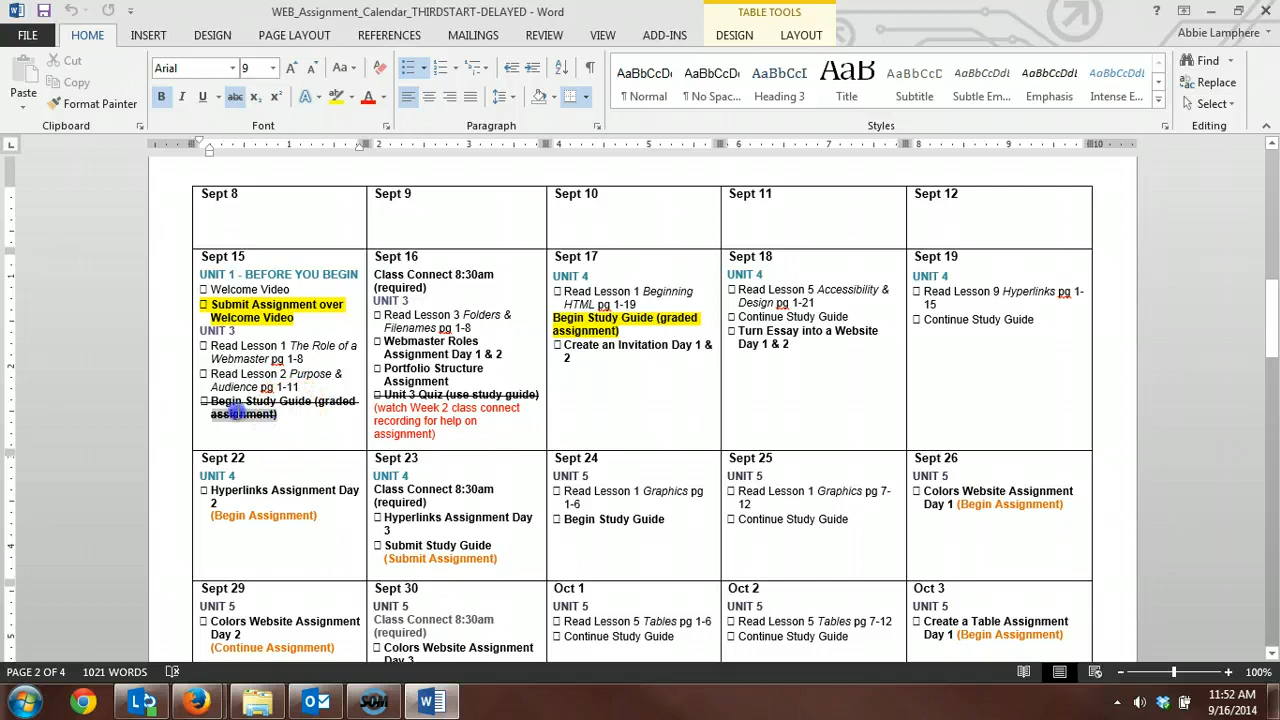 WEB_Assignment_Calendar_THIRDSTART-DELAYED - Word
TABLE TOOLS
FILE
HOME
INSERT
DESIGN
PAGE LAYOUT
REFERENCES
MAILINGS
REVIEW
VIEW
ADD-INS
DESIGN
LAYOUT
Abbie Lamphere
Paste
Cut
Copy
Format Painter
Clipboard
Arial
9
Font
Paragraph
AaBbCcDc
¶ Normal
AaBbCcDc
¶ No Spac...
AaBbCcI
Heading 3
AaB
Title
AaBbCcD
Subtitle
AaBbCcDc
Subtle Em...
AaBbCcDc
Emphasis
AaBbCcDc
Intense E...
Styles
Find
Replace
Select
Editing
Sept 8
Sept 9
Sept 10
Sept 11
Sept 12
Sept 15
UNIT 1 - BEFORE YOU BEGIN
☐ Welcome Video
☐ Submit Assignment over
Welcome Video
UNIT 3
☐ Read Lesson 1 The Role of a
Webmaster pg 1-8
☐ Read Lesson 2 Purpose &
Audience pg 1-11
☐ Begin Study Guide (graded
assignment)
Sept 16
Class Connect 8:30am
(required)
UNIT 3
☐ Read Lesson 3 Folders &
Filenames pg 1-8
☐ Webmaster Roles
Assignment Day 1 & 2
☐ Portfolio Structure
Assignment
☐ Unit 3 Quiz (use study guide)
(watch Week 2 class connect
recording for help on
assignment)
Sept 17
UNIT 4
☐ Read Lesson 1 Beginning
HTML pg 1-19
Begin Study Guide (graded
assignment)
☐ Create an Invitation Day 1 &
2
Sept 18
UNIT 4
☐ Read Lesson 5 Accessibility &
Design pg 1-21
☐ Continue Study Guide
☐ Turn Essay into a Website
Day 1 & 2
Sept 19
UNIT 4
☐ Read Lesson 9 Hyperlinks pg 1-
15
☐ Continue Study Guide
Sept 22
UNIT 4
☐ Hyperlinks Assignment Day
2
(Begin Assignment)
Sept 23
UNIT 4
Class Connect 8:30am
(required)
☐ Hyperlinks Assignment Day
3
☐ Submit Study Guide
(Submit Assignment)
Sept 24
UNIT 5
☐ Read Lesson 1 Graphics pg
1-6
☐ Begin Study Guide
Sept 25
UNIT 5
☐ Read Lesson 1 Graphics pg 7-
12
☐ Continue Study Guide
Sept 26
UNIT 5
☐ Colors Website Assignment
Day 1 (Begin Assignment)
Sept 29
UNIT 5
☐ Colors Website Assignment
Day 2
(Continue Assignment)
Sept 30
UNIT 5
Class Connect 8:30am
(required)
☐ Colors Website Assignment
Day 3
Oct 1
UNIT 5
☐ Read Lesson 5 Tables pg 1-6
☐ Continue Study Guide
Oct 2
UNIT 5
☐ Read Lesson 5 Tables pg 7-12
☐ Continue Study Guide
Oct 3
UNIT 5
☐ Create a Table Assignment
Day 1 (Begin Assignment)
PAGE 2 OF 4
1021 WORDS
100%
11:52 AM
9/16/2014